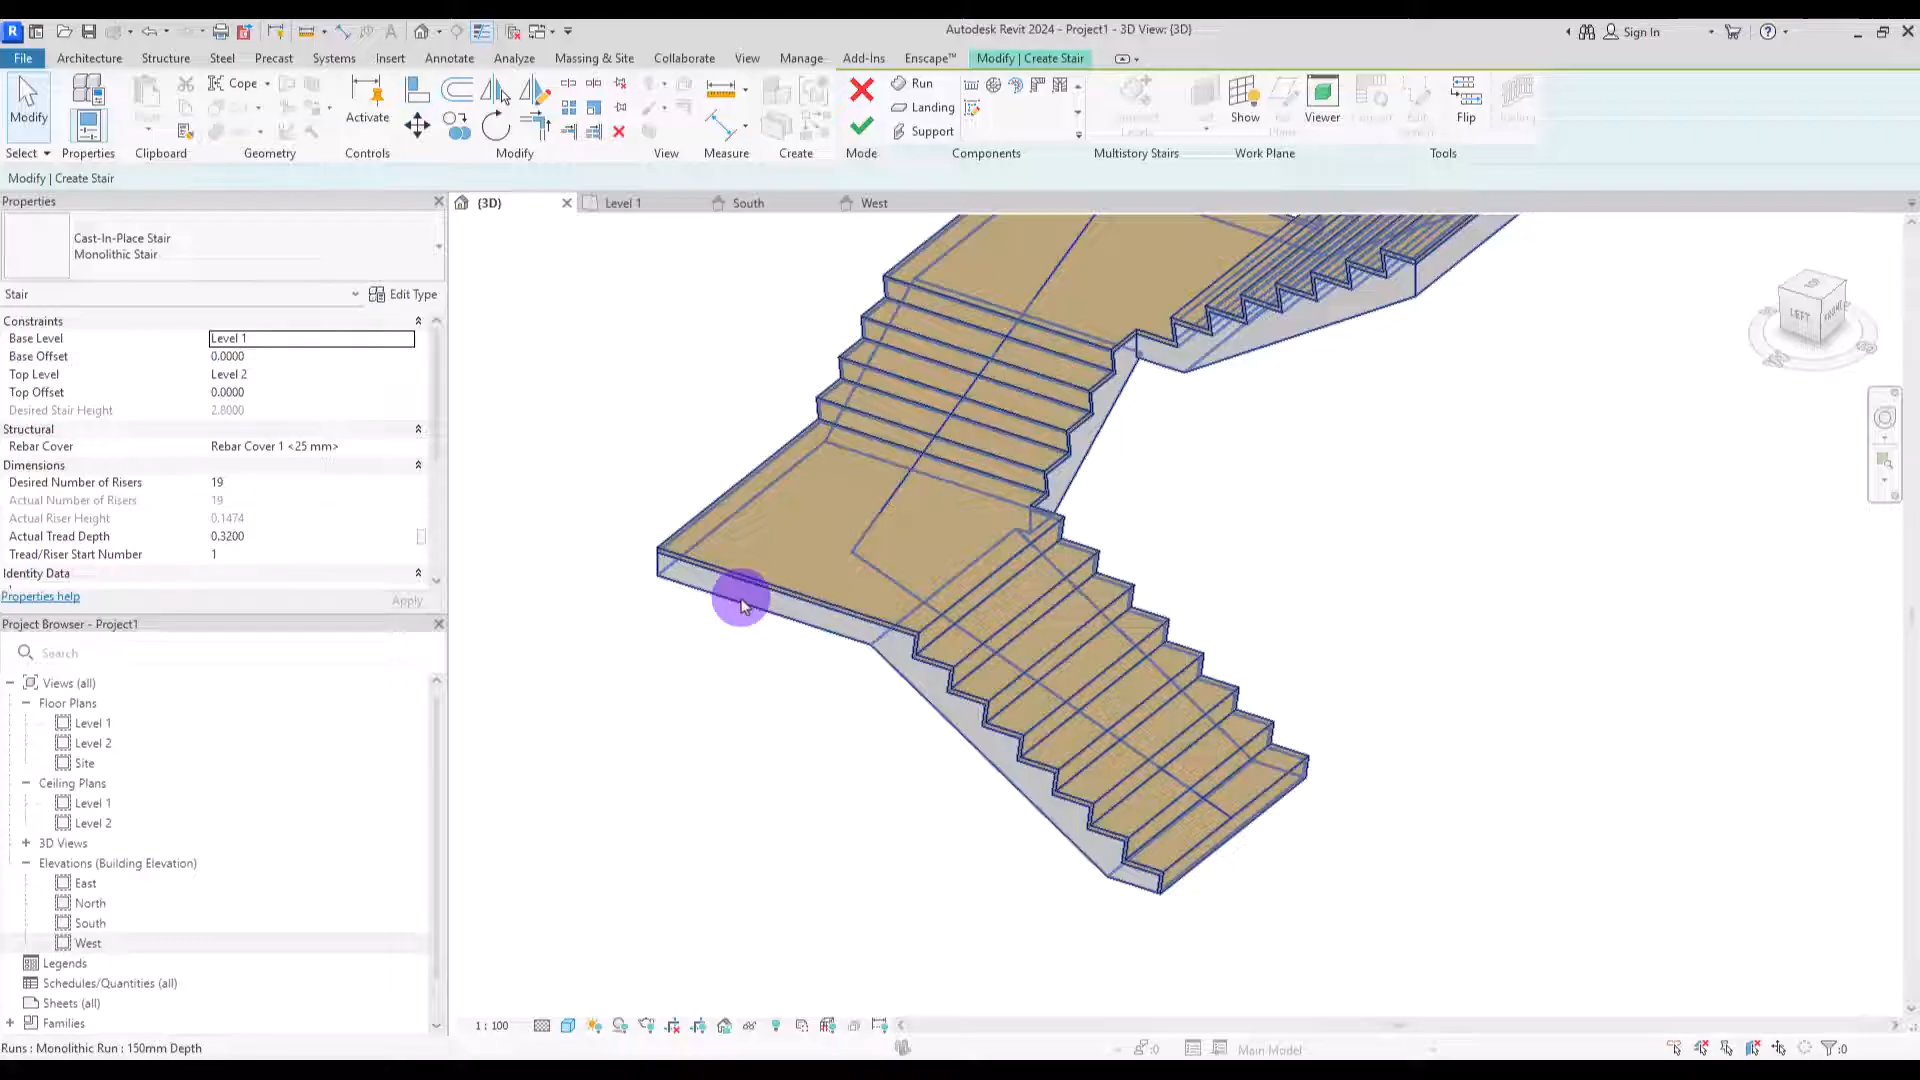 Autodesk Revit 2024 - Project1 - 3D View: {3D}
Sign In
File Architecture Structure Steel Precast Systems Insert Annotate Analyze Massing & Site Collaborate View Manage Add-Ins Enscape™ Modify | Create Stair
Modify
Cope
Activate
Run
Landing
Support
Show
Viewer
Flip
Select Properties Clipboard Geometry Controls Modify View Measure Create Mode Components Multistory Stairs Work Plane Tools
Modify | Create Stair
Properties
{3D} Level 1 South West
Cast-In-Place Stair
Monolithic Stair
Stair Edit Type
Constraints
Base Level Level 1
Base Offset 0.0000
Top Level Level 2
Top Offset 0.0000
Desired Stair Height 2.8000
Structural
Rebar Cover Rebar Cover 1 <25 mm>
Dimensions
Desired Number of Risers 19
Actual Number of Risers 19
Actual Riser Height 0.1474
Actual Tread Depth 0.3200
Tread/Riser Start Number 1
Identity Data
Properties help Apply
Project Browser - Project1
Search
Views (all)
Floor Plans
Level 1
Level 2
Site
Ceiling Plans
Level 1
Level 2
3D Views
Elevations (Building Elevation)
East
North
South
West
Legends
Schedules/Quantities (all)
Sheets (all)
Families
LEFT
FRONT
1 : 100
Runs : Monolithic Run : 150mm Depth
:0
Main Model
:0